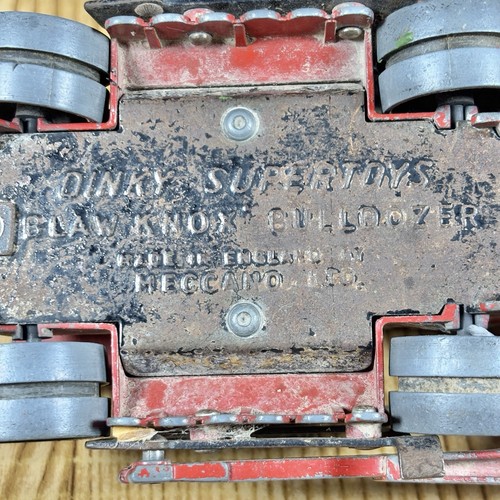 DINKY SUPERTOYS
BLAW KNOX BULLDOZER
MADE IN ENGLAND BY
MECCANO LTD.